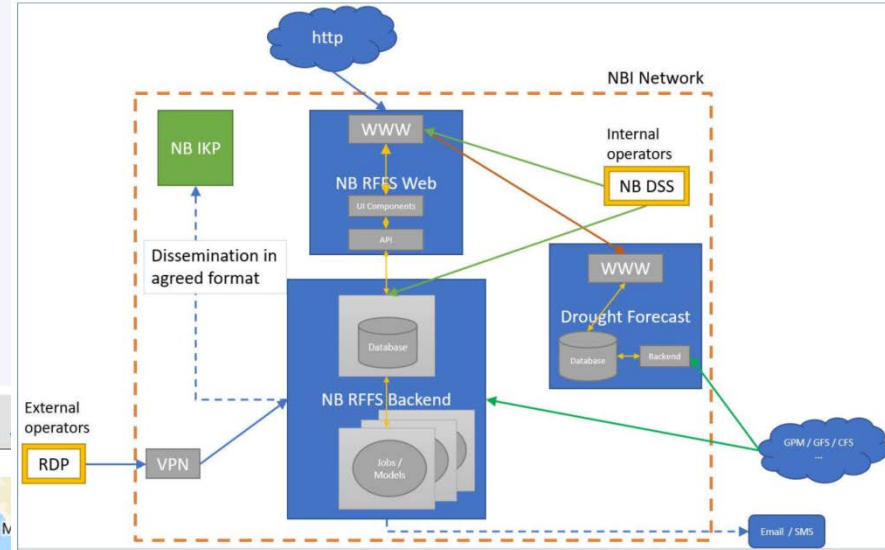 http
NBI Network
NB IKP
WWW
NB RFFS Web
UI Components
API
Internal
operators
NB DSS
Dissemination in
agreed format
WWW
Drought Forecast
Database
Backend
Database
NB RFFS Backend
Jobs /
Models
External
operators
RDP
VPN
GPM / GFS / CFS
...
Email / SMS
M